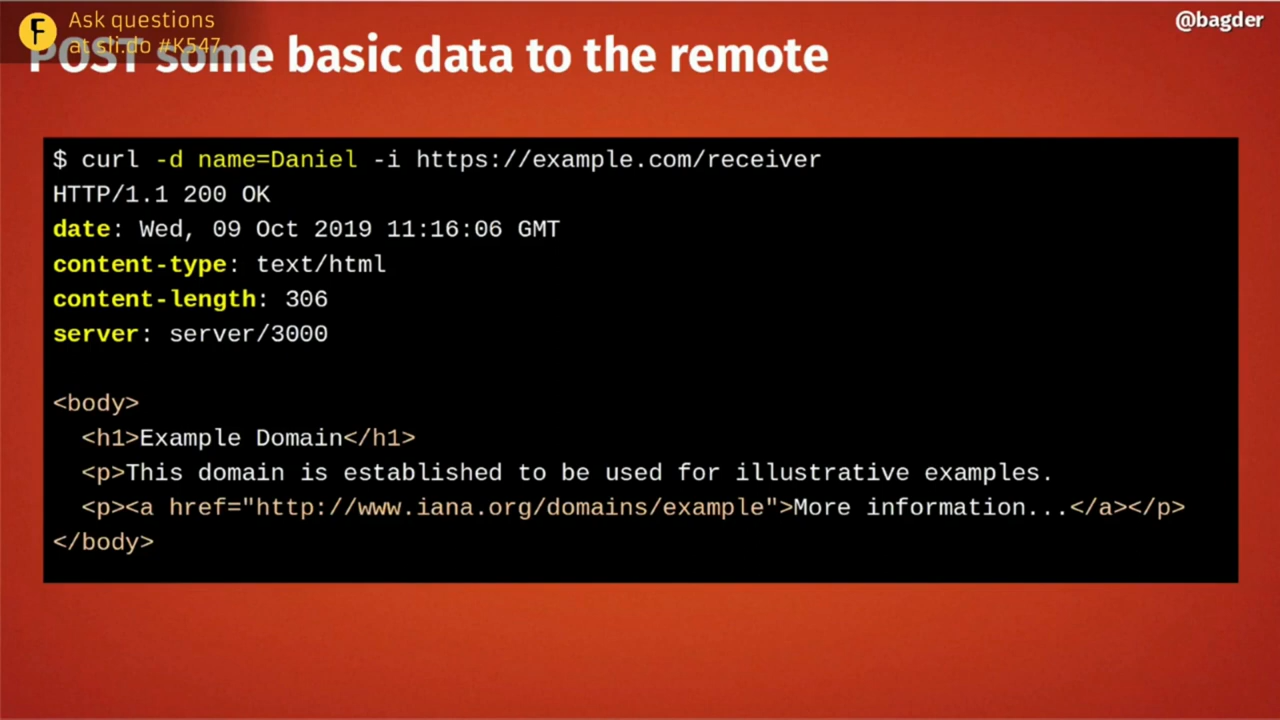 Ask questions
at sli.do #K547
@bagder
POST some basic data to the remote
$ curl -d name=Daniel -i https://example.com/receiver
HTTP/1.1 200 OK
date: Wed, 09 Oct 2019 11:16:06 GMT
content-type: text/html
content-length: 306
server: server/3000
<body>
  <h1>Example Domain</h1>
  <p>This domain is established to be used for illustrative examples.
  <p><a href="http://www.iana.org/domains/example">More information...</a></p>
</body>